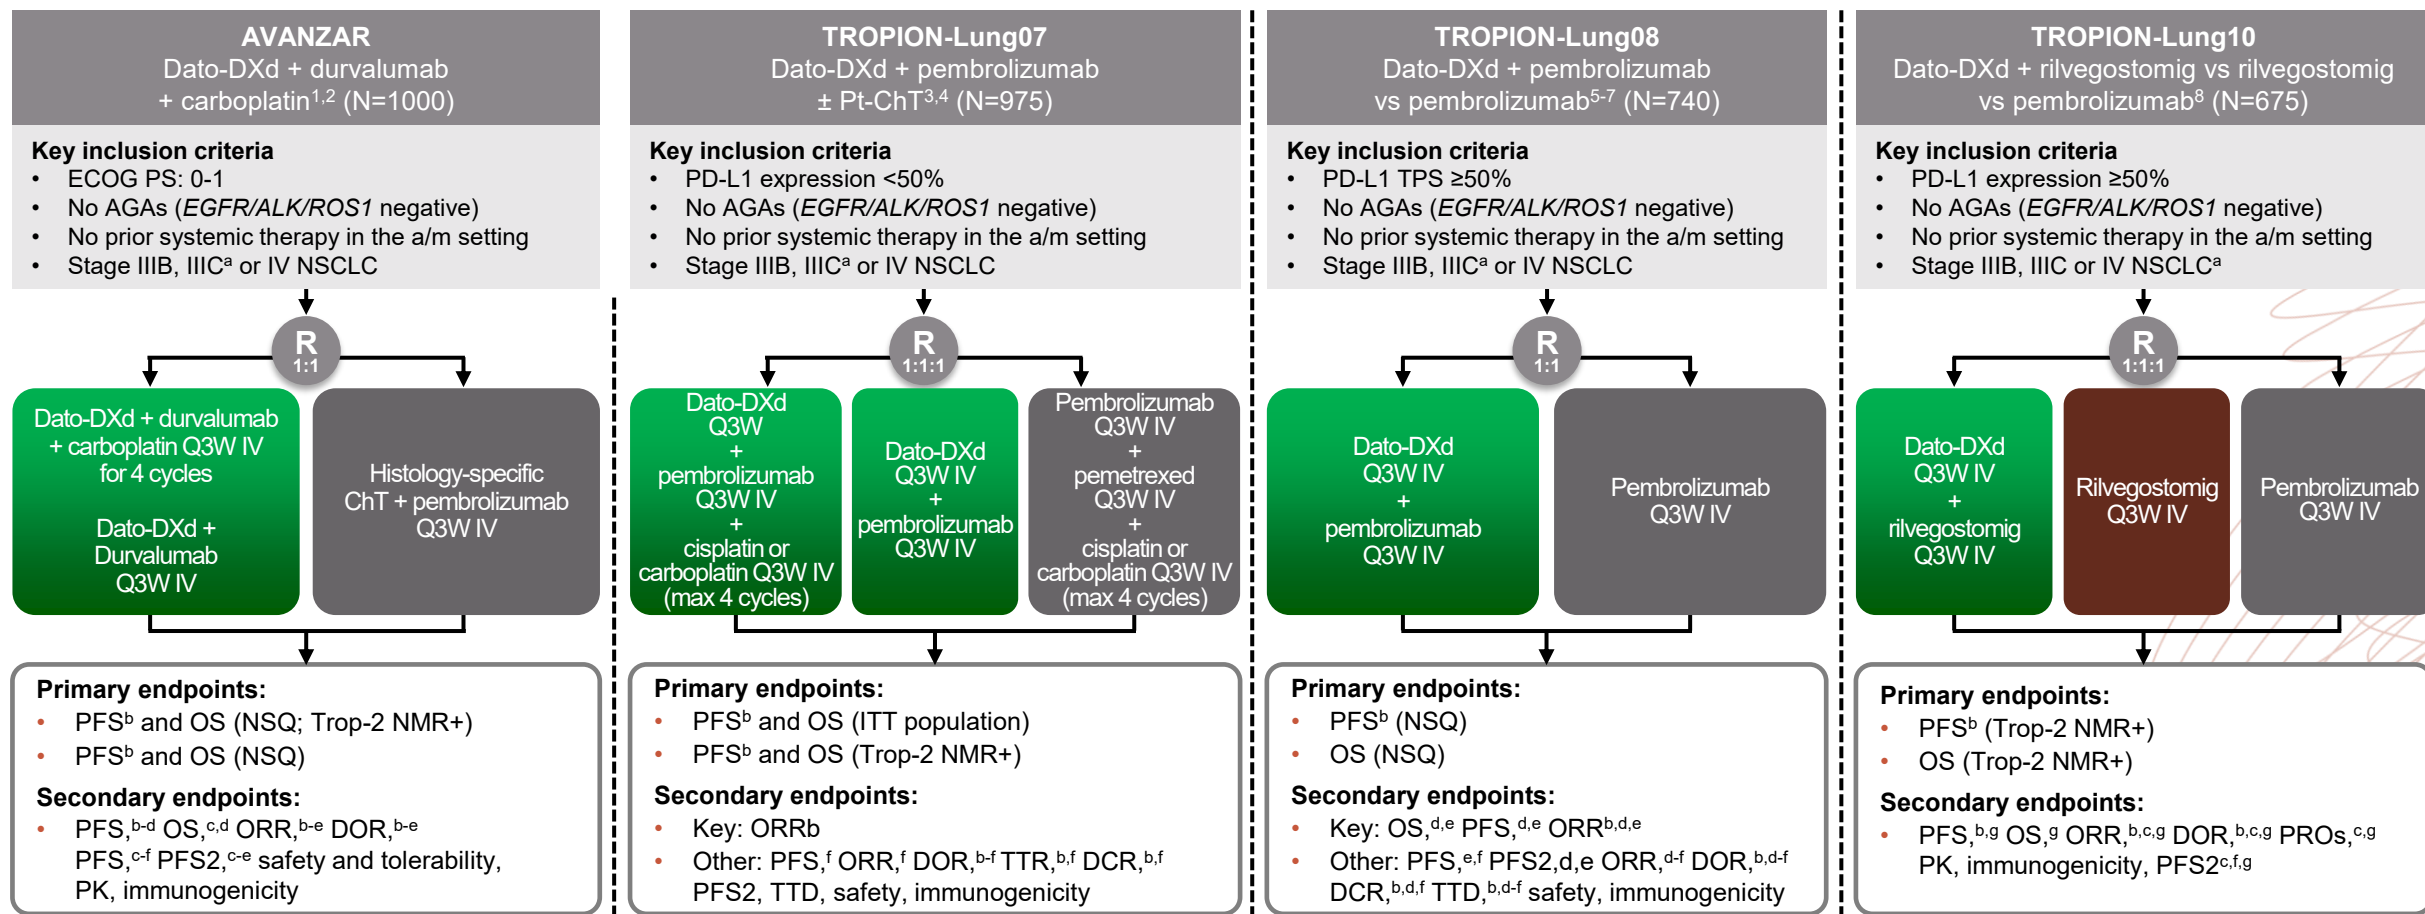 AVANZAR
Dato-DXd + durvalumab
+ carboplatin1,2 (N=1000)
Key inclusion criteria
• ECOG PS: 0-1
• No AGAs (EGFR/ALK/ROS1 negative)
• No prior systemic therapy in the a/m setting
• Stage IIIB, IIICa or IV NSCLC
R
1:1
Dato-DXd + durvalumab
+ carboplatin Q3W IV
for 4 cycles
Dato-DXd +
Durvalumab
Q3W IV
Histology-specific
ChT + pembrolizumab
Q3W IV
Primary endpoints:
• PFSb and OS (NSQ; Trop-2 NMR+)
• PFSb and OS (NSQ)
Secondary endpoints:
• PFS,b-d OS,c,d ORR,b-e DOR,b-e
PFS,c-f PFS2,c-e safety and tolerability,
PK, immunogenicity
TROPION-Lung07
Dato-DXd + pembrolizumab
± Pt-ChT3,4 (N=975)
Key inclusion criteria
• PD-L1 expression <50%
• No AGAs (EGFR/ALK/ROS1 negative)
• No prior systemic therapy in the a/m setting
• Stage IIIB, IIICa or IV NSCLC
R
1:1:1
Dato-DXd
Q3W
+
pembrolizumab
Q3W IV
+
cisplatin or
carboplatin Q3W IV
(max 4 cycles)
Dato-DXd
Q3W IV
+
pembrolizumab
Q3W IV
Pembrolizumab
Q3W IV
+
pemetrexed
Q3W IV
+
cisplatin or
carboplatin Q3W IV
(max 4 cycles)
Primary endpoints:
• PFSb and OS (ITT population)
• PFSb and OS (Trop-2 NMR+)
Secondary endpoints:
• Key: ORRb
• Other: PFS,f ORR,f DOR,b-f TTR,b,f DCR,b,f
PFS2, TTD, safety, immunogenicity
TROPION-Lung08
Dato-DXd + pembrolizumab
vs pembrolizumab5-7 (N=740)
Key inclusion criteria
• PD-L1 TPS ≥50%
• No AGAs (EGFR/ALK/ROS1 negative)
• No prior systemic therapy in the a/m setting
• Stage IIIB, IIICa or IV NSCLC
R
1:1
Dato-DXd
Q3W IV
+
pembrolizumab
Q3W IV
Pembrolizumab
Q3W IV
Primary endpoints:
• PFSb (NSQ)
• OS (NSQ)
Secondary endpoints:
• Key: OS,d,e PFS,d,e ORRb,d,e
• Other: PFS,e,f PFS2,d,e ORR,d-f DOR,b,d-f
DCR,b,d,f TTD,b,d-f safety, immunogenicity
TROPION-Lung10
Dato-DXd + rilvegostomig vs rilvegostomig
vs pembrolizumab8 (N=675)
Key inclusion criteria
• PD-L1 expression ≥50%
• No AGAs (EGFR/ALK/ROS1 negative)
• No prior systemic therapy in the a/m setting
• Stage IIIB, IIIC or IV NSCLCa
R
1:1:1
Dato-DXd
Q3W IV
+
rilvegostomig
Q3W IV
Rilvegostomig
Q3W IV
Pembrolizumab
Q3W IV
Primary endpoints:
• PFSb (Trop-2 NMR+)
• OS (Trop-2 NMR+)
Secondary endpoints:
• PFS,b,g OS,g ORR,b,c,g DOR,b,c,g PROs,c,g
PK, immunogenicity, PFS2c,f,g